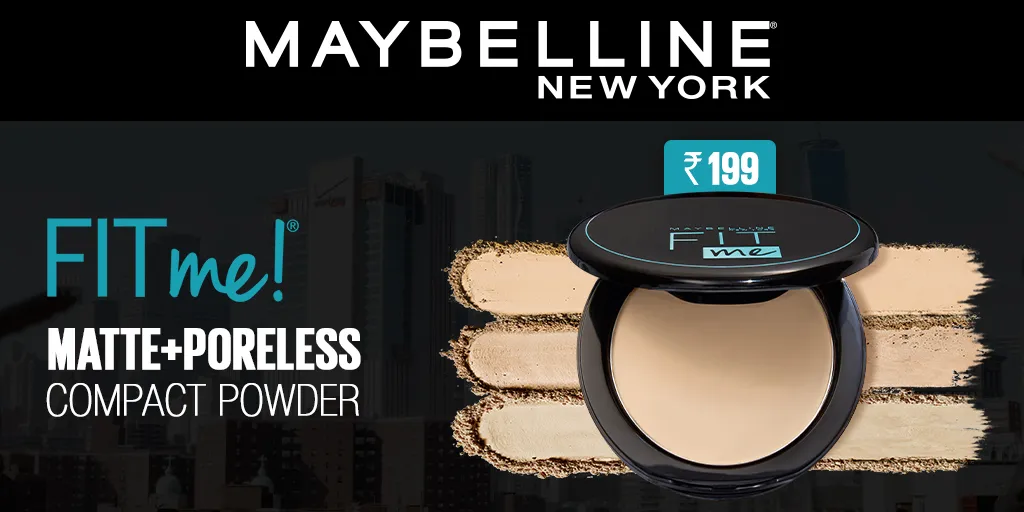 MAYBELLINE®
NEW YORK
₹199
FIT me!®
MATTE+PORELESS
COMPACT POWDER
MAYBELLINE
FIT
me